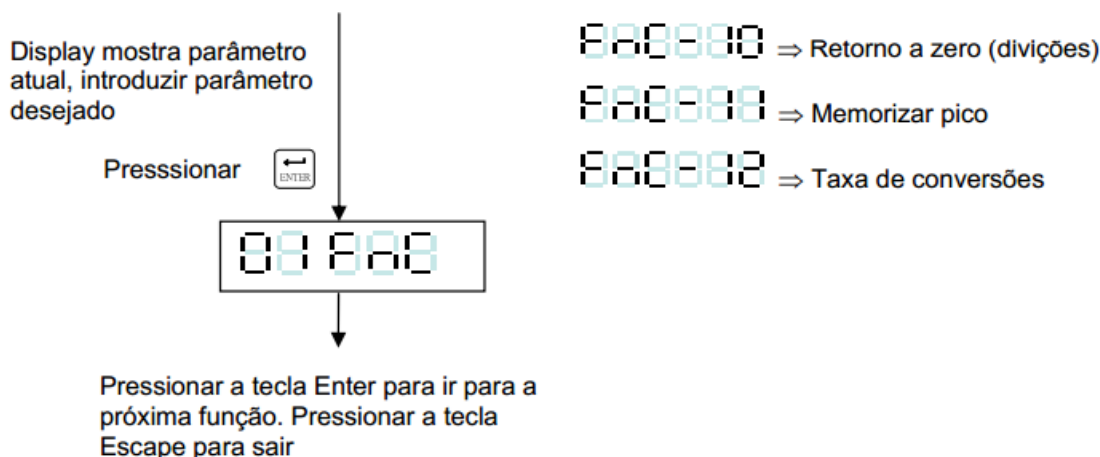 Display mostra parâmetro
atual, introduzir parâmetro
desejado
Presssionar
ENTER
01 FnC
Pressionar a tecla Enter para ir para a
próxima função. Pressionar a tecla
Escape para sair
FnC-10 ⇒ Retorno a zero (divições)
FnC-11 ⇒ Memorizar pico
FnC-12 ⇒ Taxa de conversões